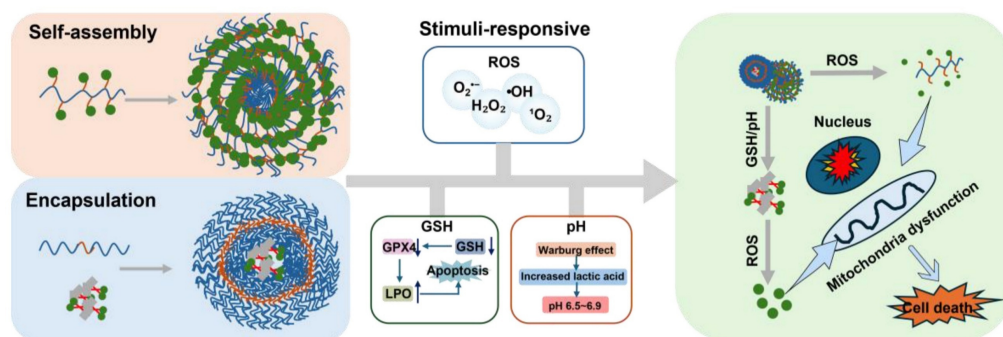 Self-assembly
Encapsulation
Stimuli-responsive
ROS
O₂•−
•OH
H₂O₂
¹O₂
GSH
GPX4
GSH
Apoptosis
LPO
pH
Warburg effect
Increased lactic acid
pH 6.5~6.9
ROS
GSH/pH
Nucleus
ROS
Mitochondria dysfunction
Cell death